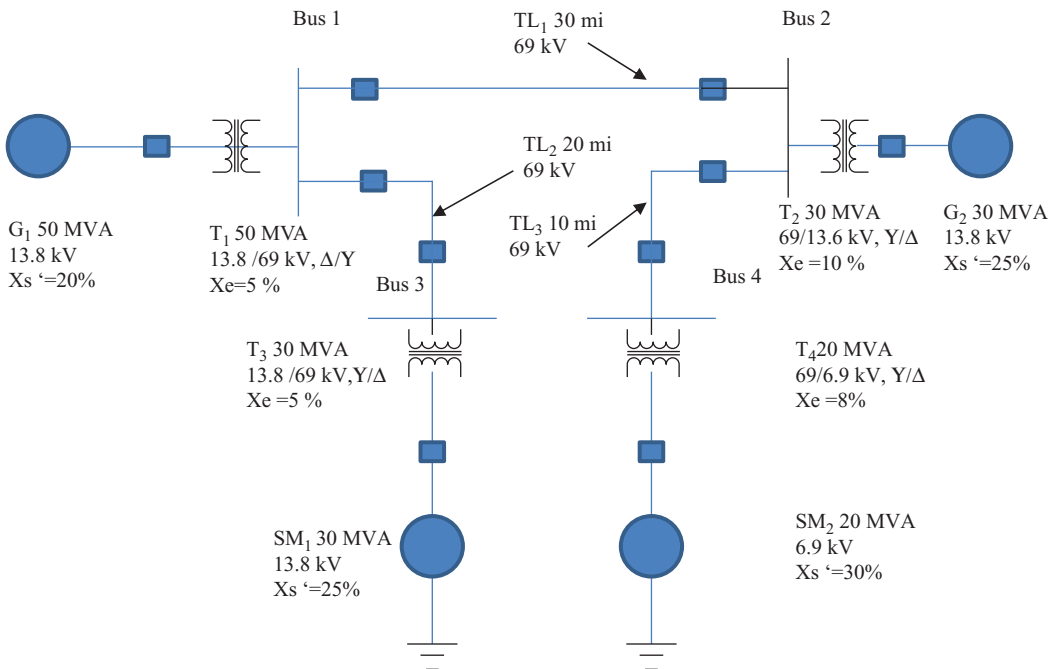 Bus 1
TL1 30 mi
69 kV
Bus 2
TL2 20 mi
69 kV
TL3 10 mi
69 kV
G1 50 MVA
13.8 kV
Xs ‘=20%
T1 50 MVA
13.8 /69 kV, Δ/Y
Xe=5 %
T2 30 MVA
69/13.6 kV, Y/Δ
Xe =10 %
G2 30 MVA
13.8 kV
Xs ‘=25%
Bus 3
Bus 4
T3 30 MVA
13.8 /69 kV,Y/Δ
Xe =5 %
T4 20 MVA
69/6.9 kV, Y/Δ
Xe =8%
SM1 30 MVA
13.8 kV
Xs ‘=25%
SM2 20 MVA
6.9 kV
Xs ‘=30%